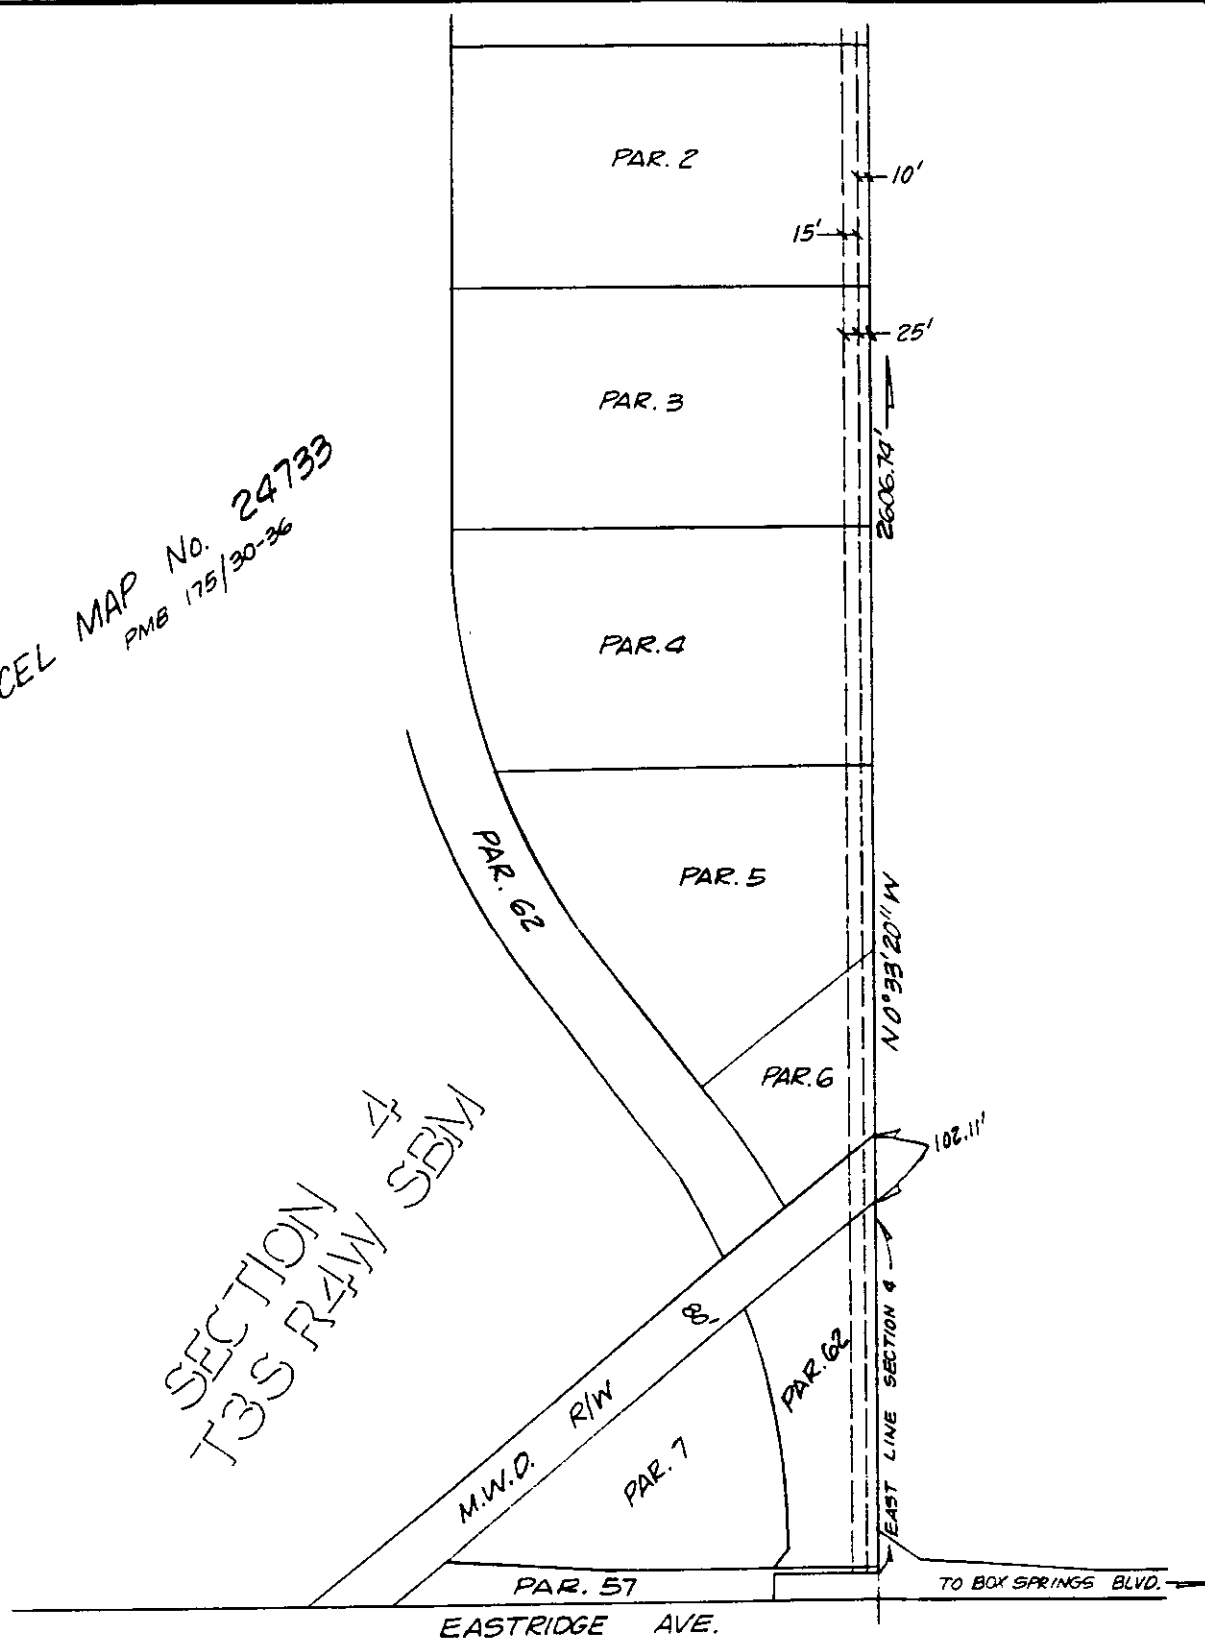 PAR. 2
10'
15'
25'
PAR. 3
2606.74'
CEL MAP No. 24733
PMB 175/30-36
PAR. 4
PAR. 62
PAR. 5
N 0°33'20" W
PAR. 6
102.11'
SECTION 4
T3S R4W SBM
8'
PAR. 62
EAST LINE SECTION 4
M.W.D. R/W
PAR. 7
PAR. 57
TO BOX SPRINGS BLVD.
EASTRIDGE AVE.